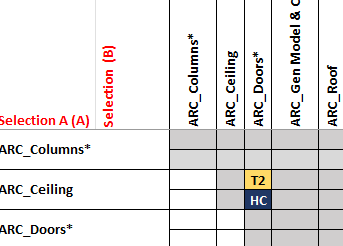 Selection A (A)
Selection (B)
ARC_Columns*
ARC_Ceiling
ARC_Doors*
ARC_Gen Model & C
ARC_Roof
ARC_Columns*
ARC_Ceiling
T2
HC
ARC_Doors*